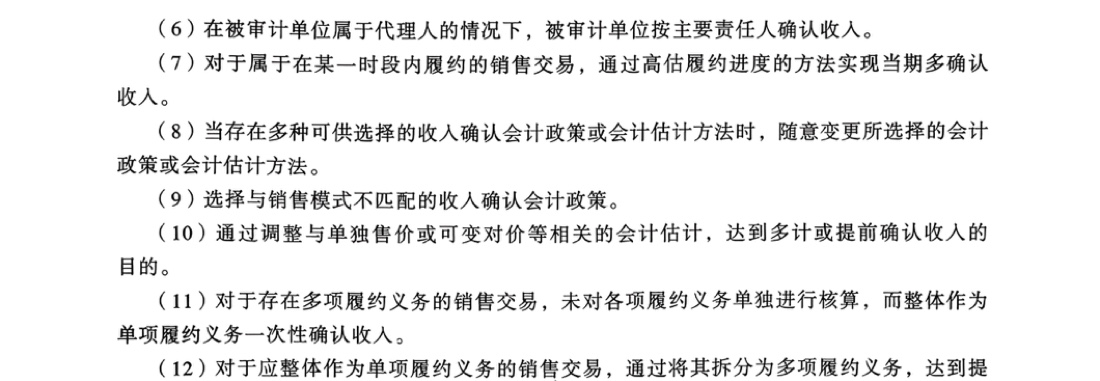 （6）在被审计单位属于代理人的情况下，被审计单位按主要责任人确认收入。
（7）对于属于在某一时段内履约的销售交易，通过高估履约进度的方法实现当期多确认
收入。
（8）当存在多种可供选择的收入确认会计政策或会计估计方法时，随意变更所选择的会计
政策或会计估计方法。
（9）选择与销售模式不匹配的收入确认会计政策。
（10）通过调整与单独售价或可变对价等相关的会计估计，达到多计或提前确认收入的
目的。
（11）对于存在多项履约义务的销售交易，未对各项履约义务单独进行核算，而整体作为
单项履约义务一次性确认收入。
（12）对于应整体作为单项履约义务的销售交易，通过将其拆分为多项履约义务，达到提